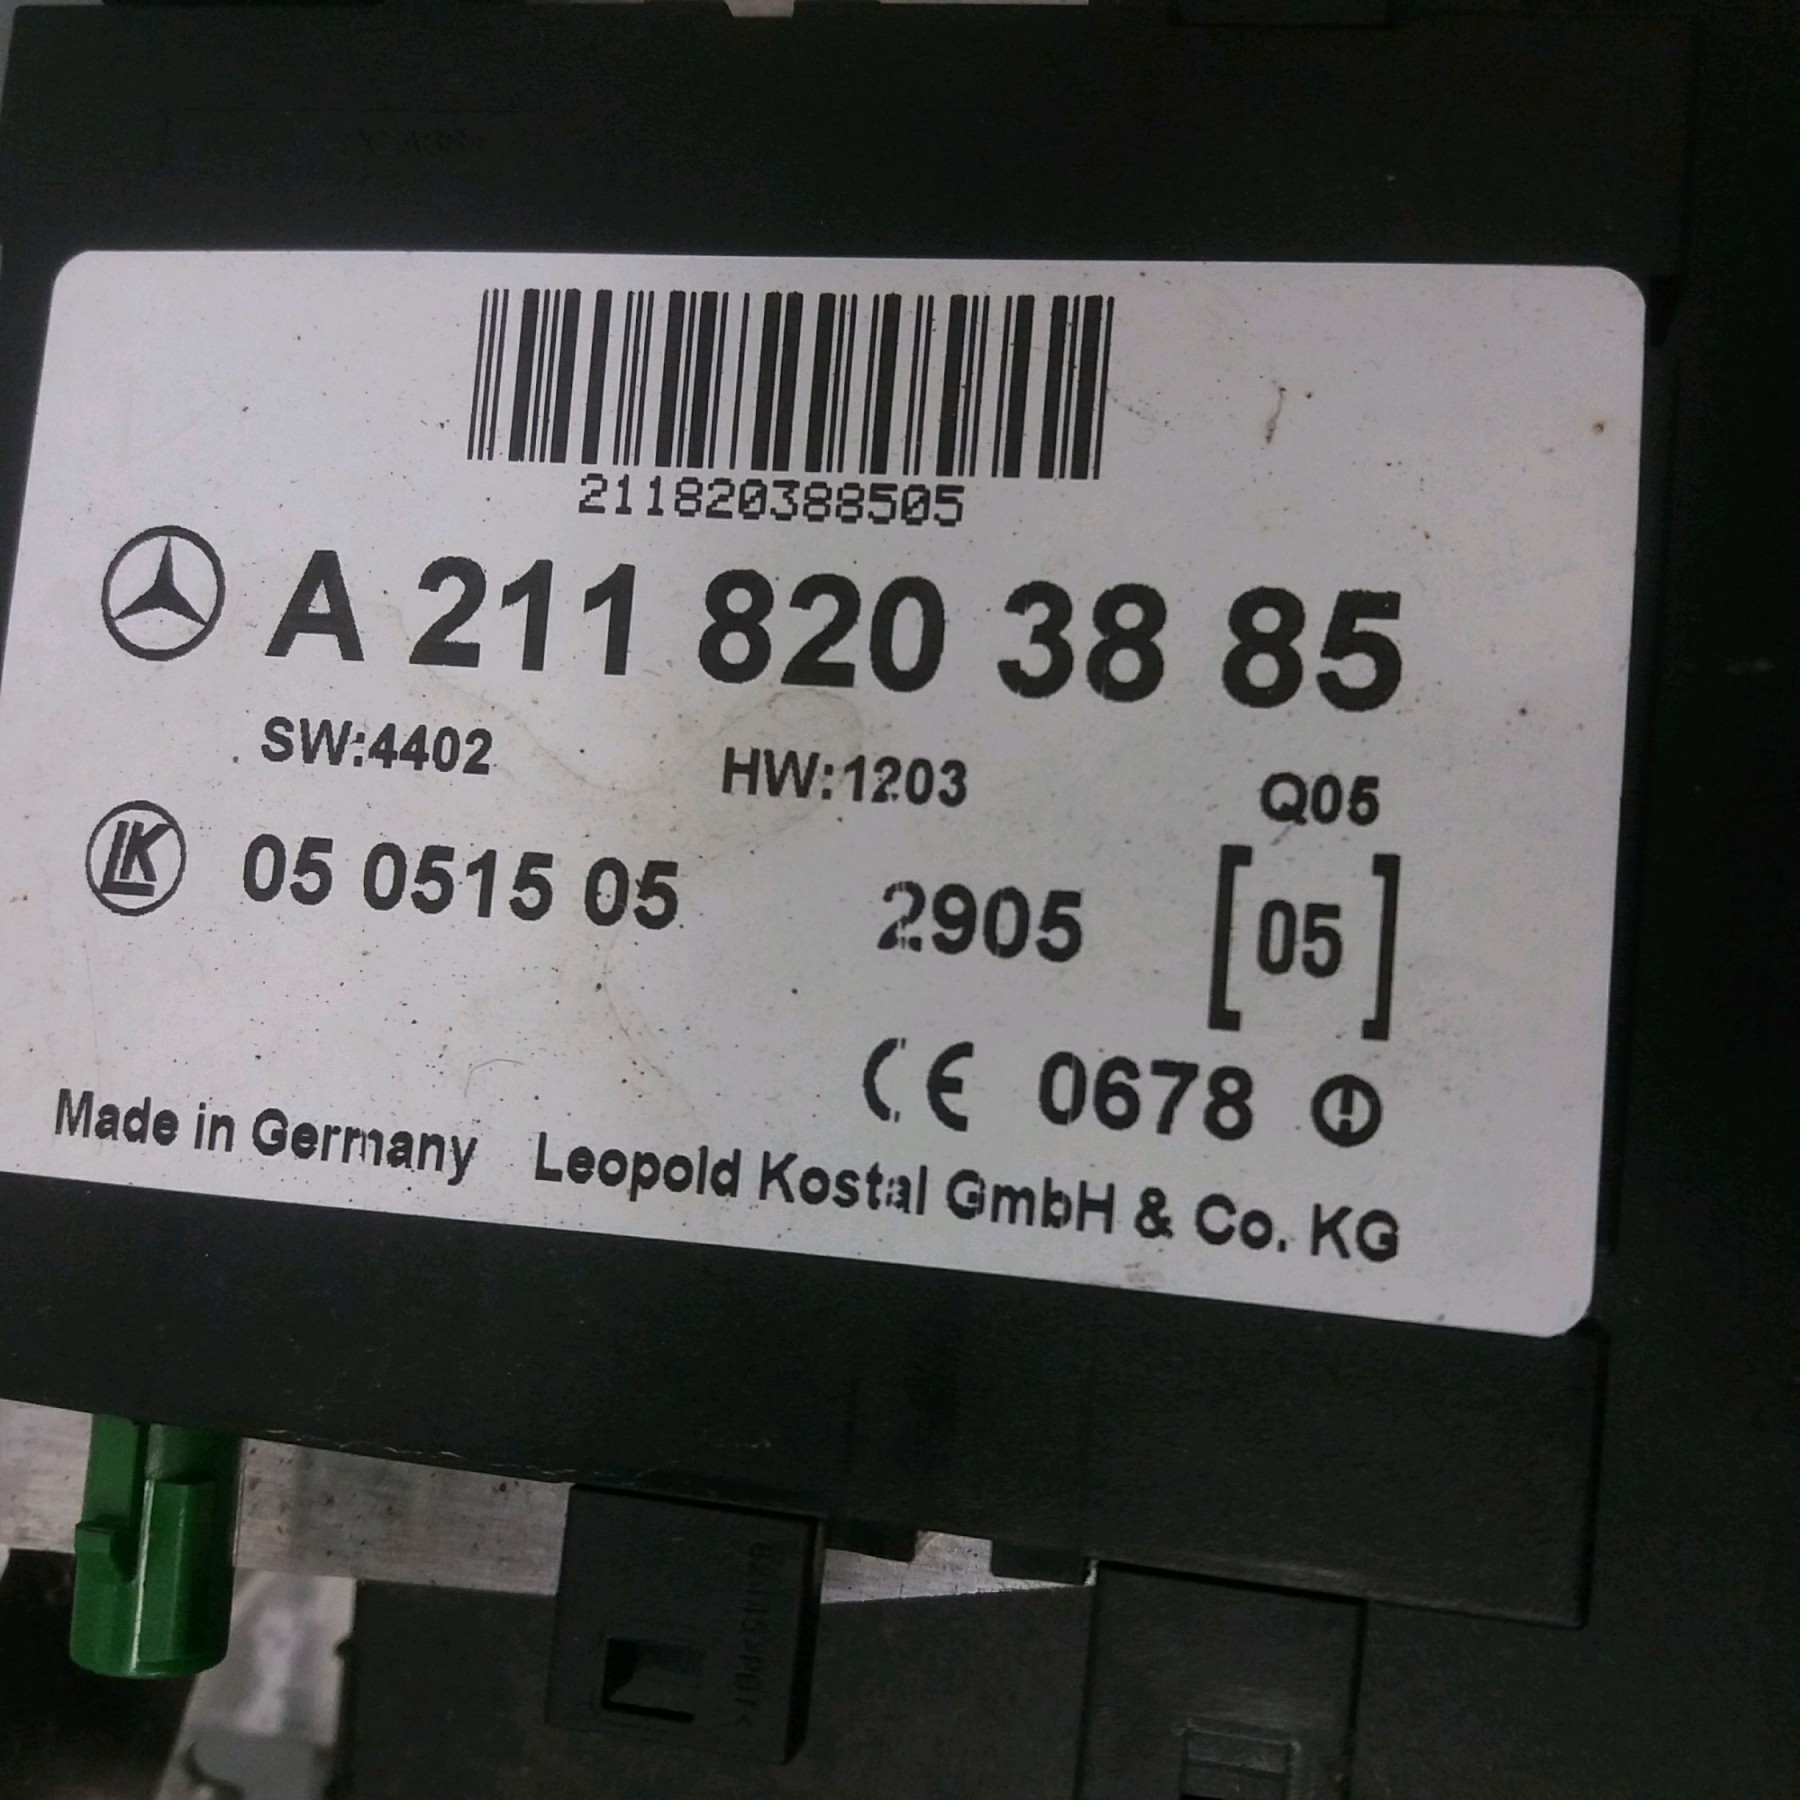 211820388505
A 211 820 38 85
SW:4402 HW:1203 Q05
LK 05 0515 05 2905 [05]
CE 0678
Made in Germany Leopold Kostal GmbH & Co. KG